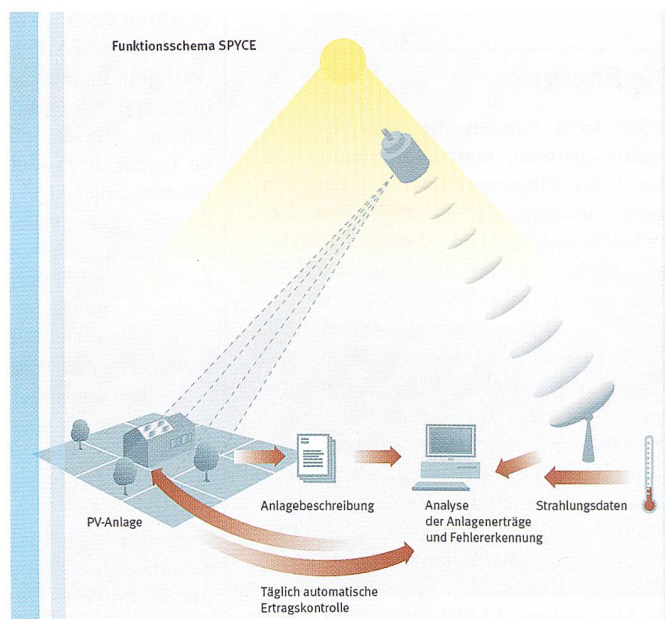 Funktionsschema SPYCE
PV-Anlage
Anlagebeschreibung
Analyse
der Anlagenerträge
und Fehlererkennung
Strahlungsdaten
Täglich automatische
Ertragskontrolle